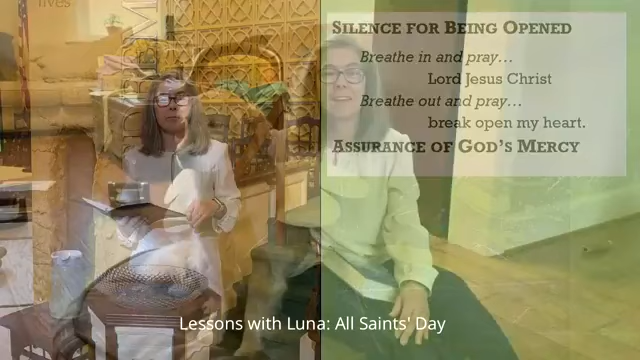 lives
SILENCE FOR BEING OPENED
Breathe in and pray...
Lord Jesus Christ
Breathe out and pray...
break open my heart.
ASSURANCE OF GOD'S MERCY
Lessons with Luna: All Saints' Day